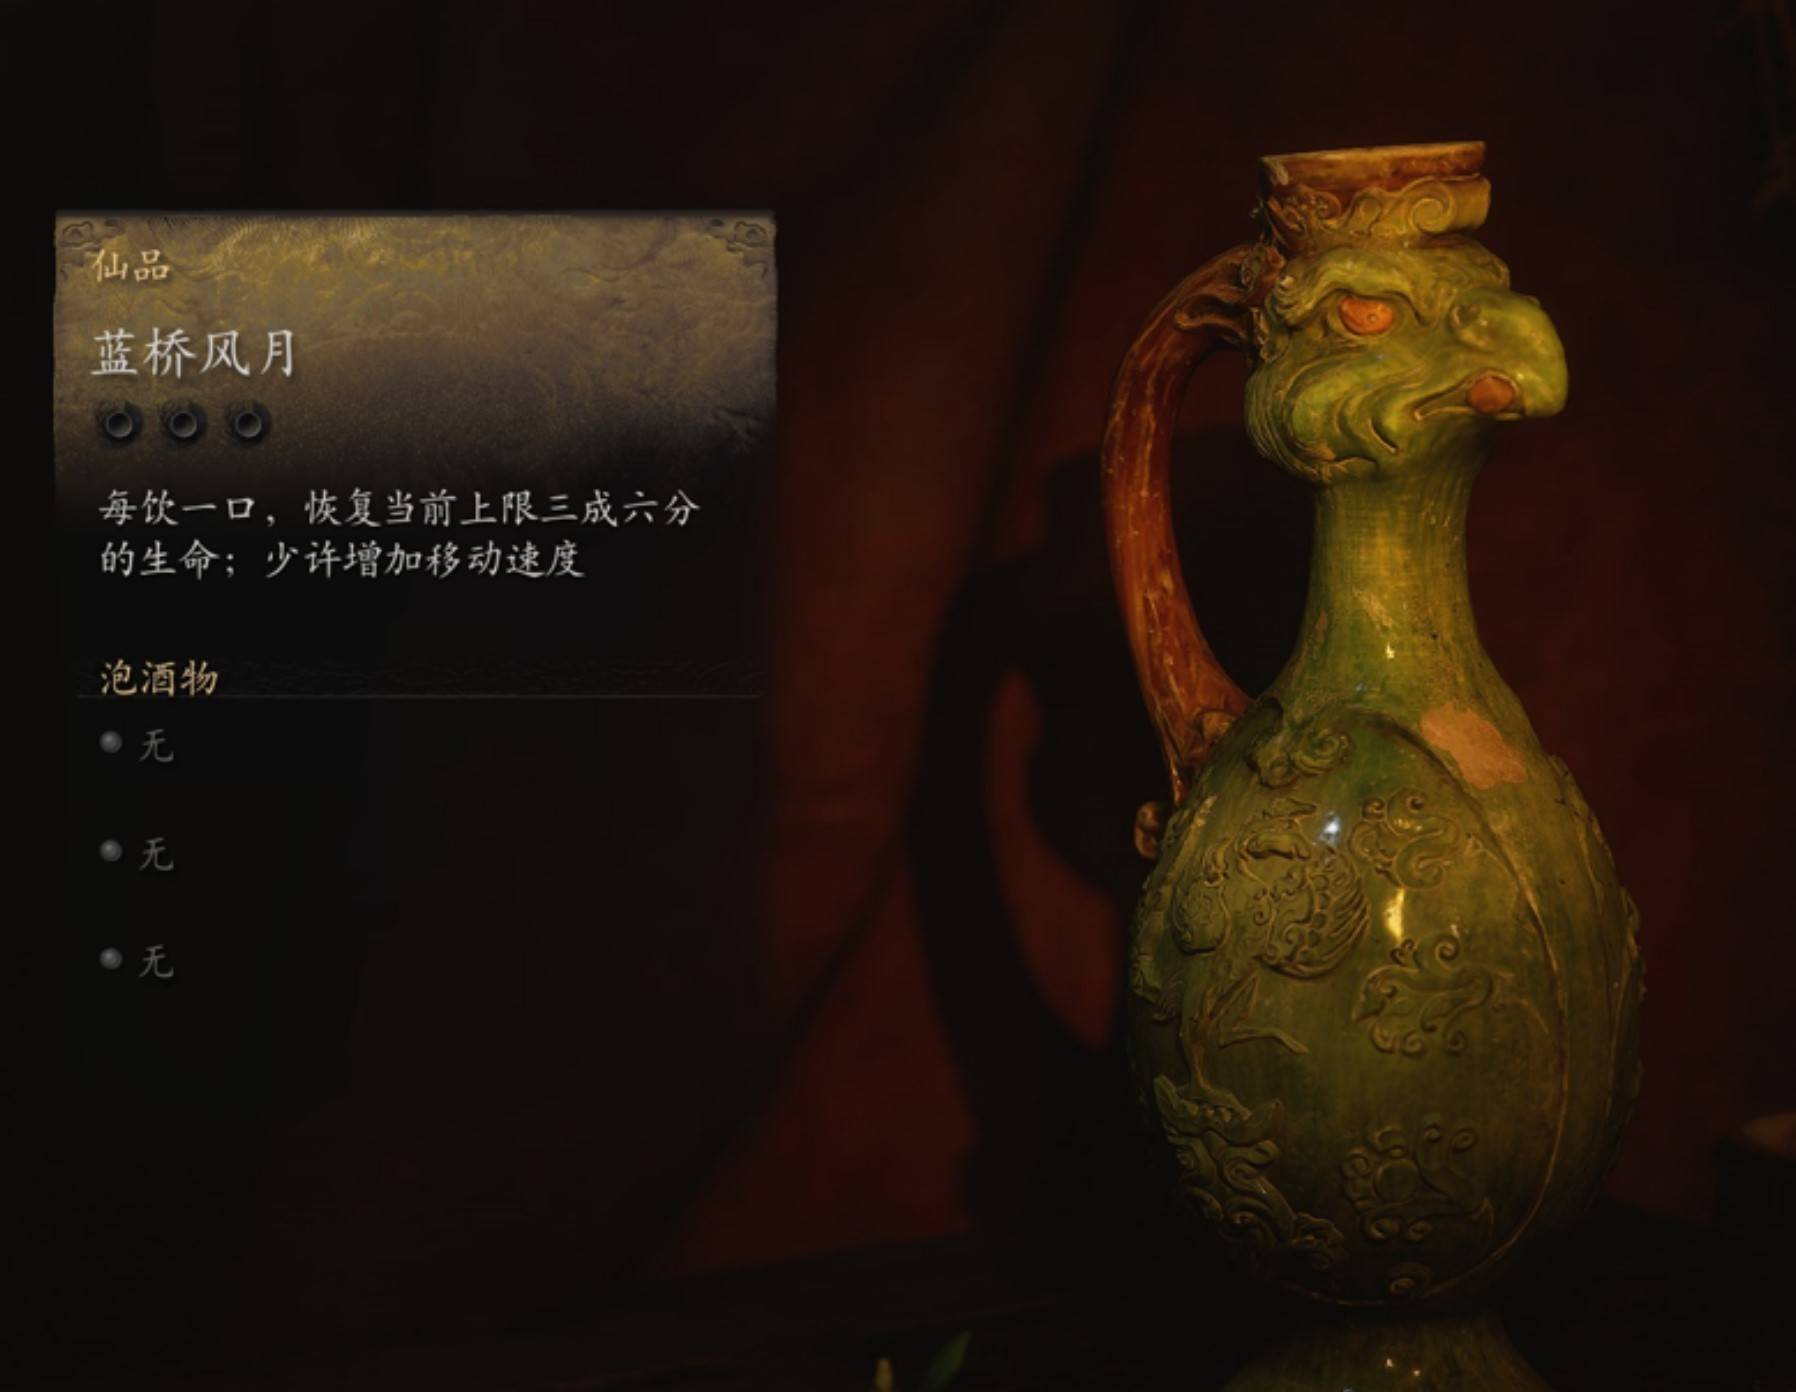 仙品
蓝桥风月
每饮一口，恢复当前上限三成六分
的生命；少许增加移动速度
泡酒物
无
无
无